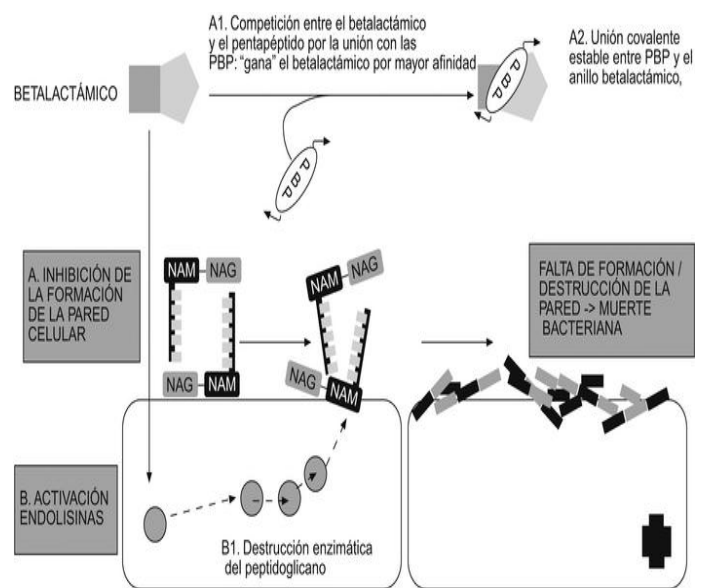 A1. Competición entre el betalactámico
y el pentapéptido por la unión con las
PBP: “gana” el betalactámico por mayor afinidad
A2. Unión covalente
estable entre PBP y el
anillo betalactámico,
BETALACTÁMICO
PBP
PBP
A. INHIBICIÓN DE
LA FORMACIÓN
DE LA PARED
CELULAR
NAM NAG
NAG NAM
NAM NAG
NAG NAM
FALTA DE FORMACIÓN /
DESTRUCCIÓN DE LA
PARED -> MUERTE
BACTERIANA
B. ACTIVACIÓN
ENDOLISINAS
B1. Destrucción enzimática
del peptidoglicano